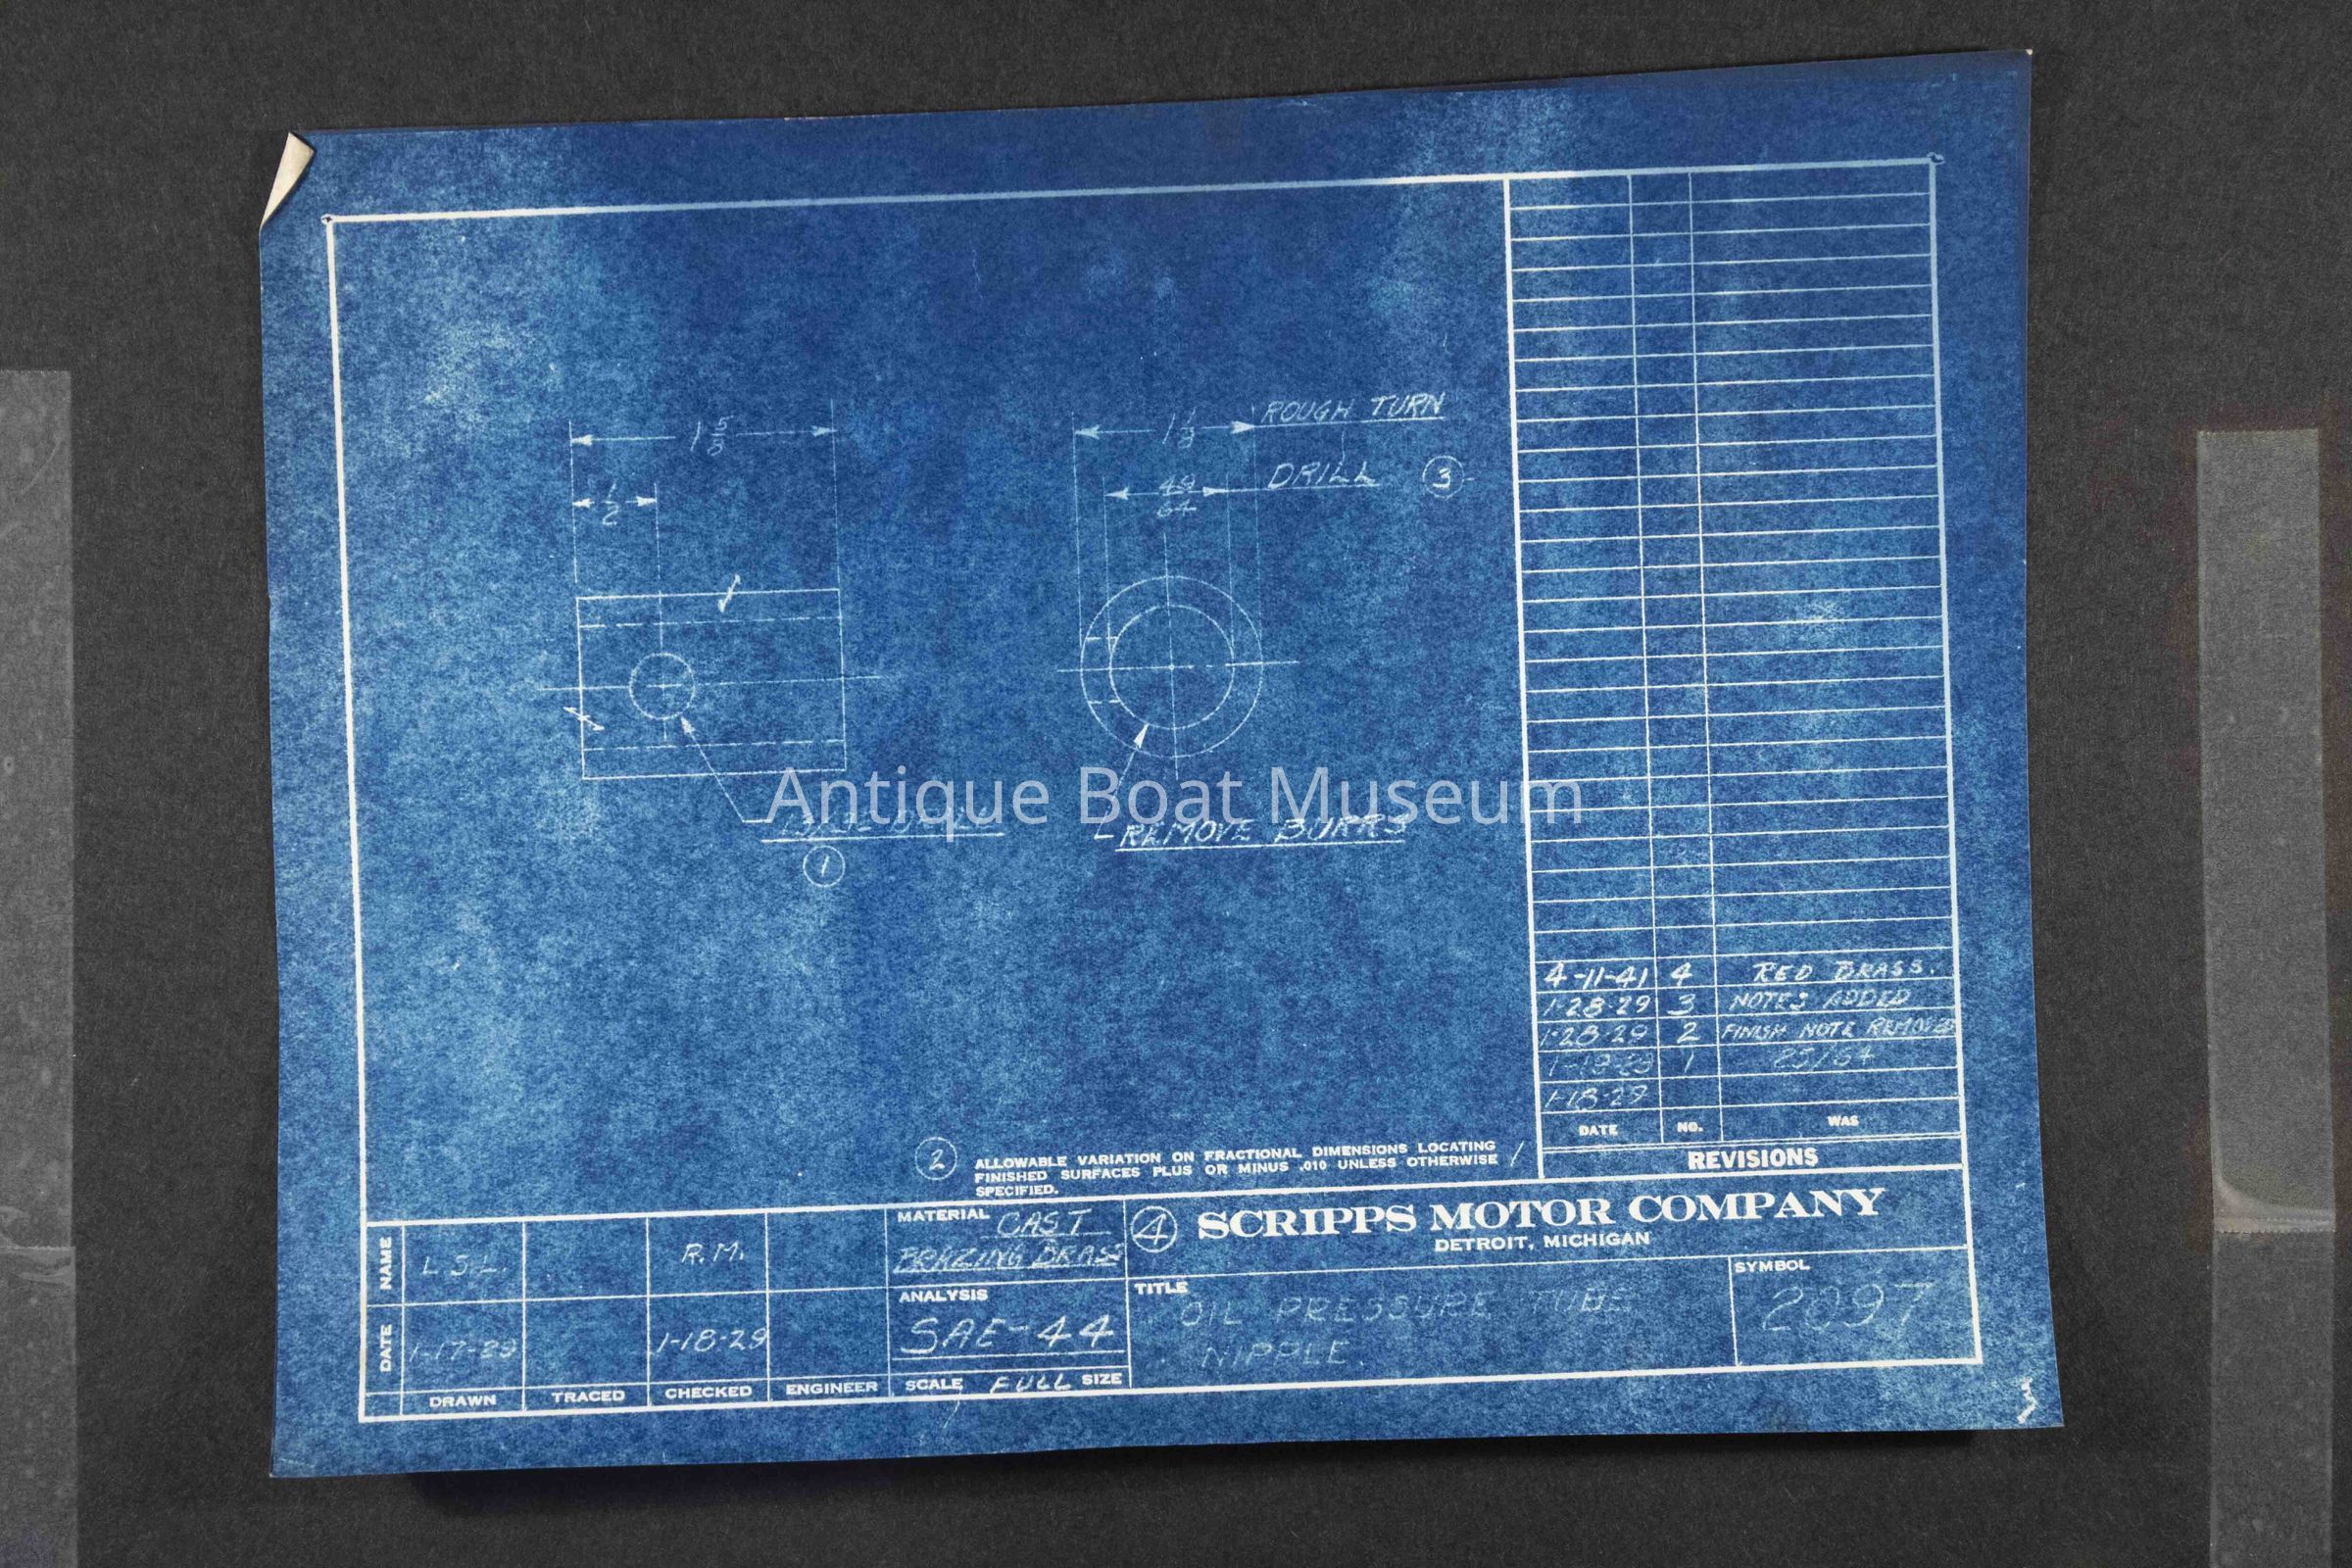 1 5/8
1 1/8 ROUGH TURN
1/2
49/64 DRILL 3
Antique Boat Museum
DRILL
REMOVE BURRS
1
4-11-41 4 RED BRASS.
1-28-29 3 NOTES ADDED
1-28-29 2 FINISH NOTE REMOVED
1 25/64
1-18-29
DATE NO. WAS
REVISIONS
2 ALLOWABLE VARIATION ON FRACTIONAL DIMENSIONS LOCATING
FINISHED SURFACES PLUS OR MINUS .010 UNLESS OTHERWISE
SPECIFIED.
NAME L.S.L. R.M.
DATE 1-17-29 1-18-29
DRAWN TRACED CHECKED ENGINEER
MATERIAL CAST
BRAZING BRASS
ANALYSIS
SAE-44
SCALE FULL SIZE
4 SCRIPPS MOTOR COMPANY
DETROIT, MICHIGAN
TITLE
OIL PRESSURE TUBE
NIPPLE.
SYMBOL
2097